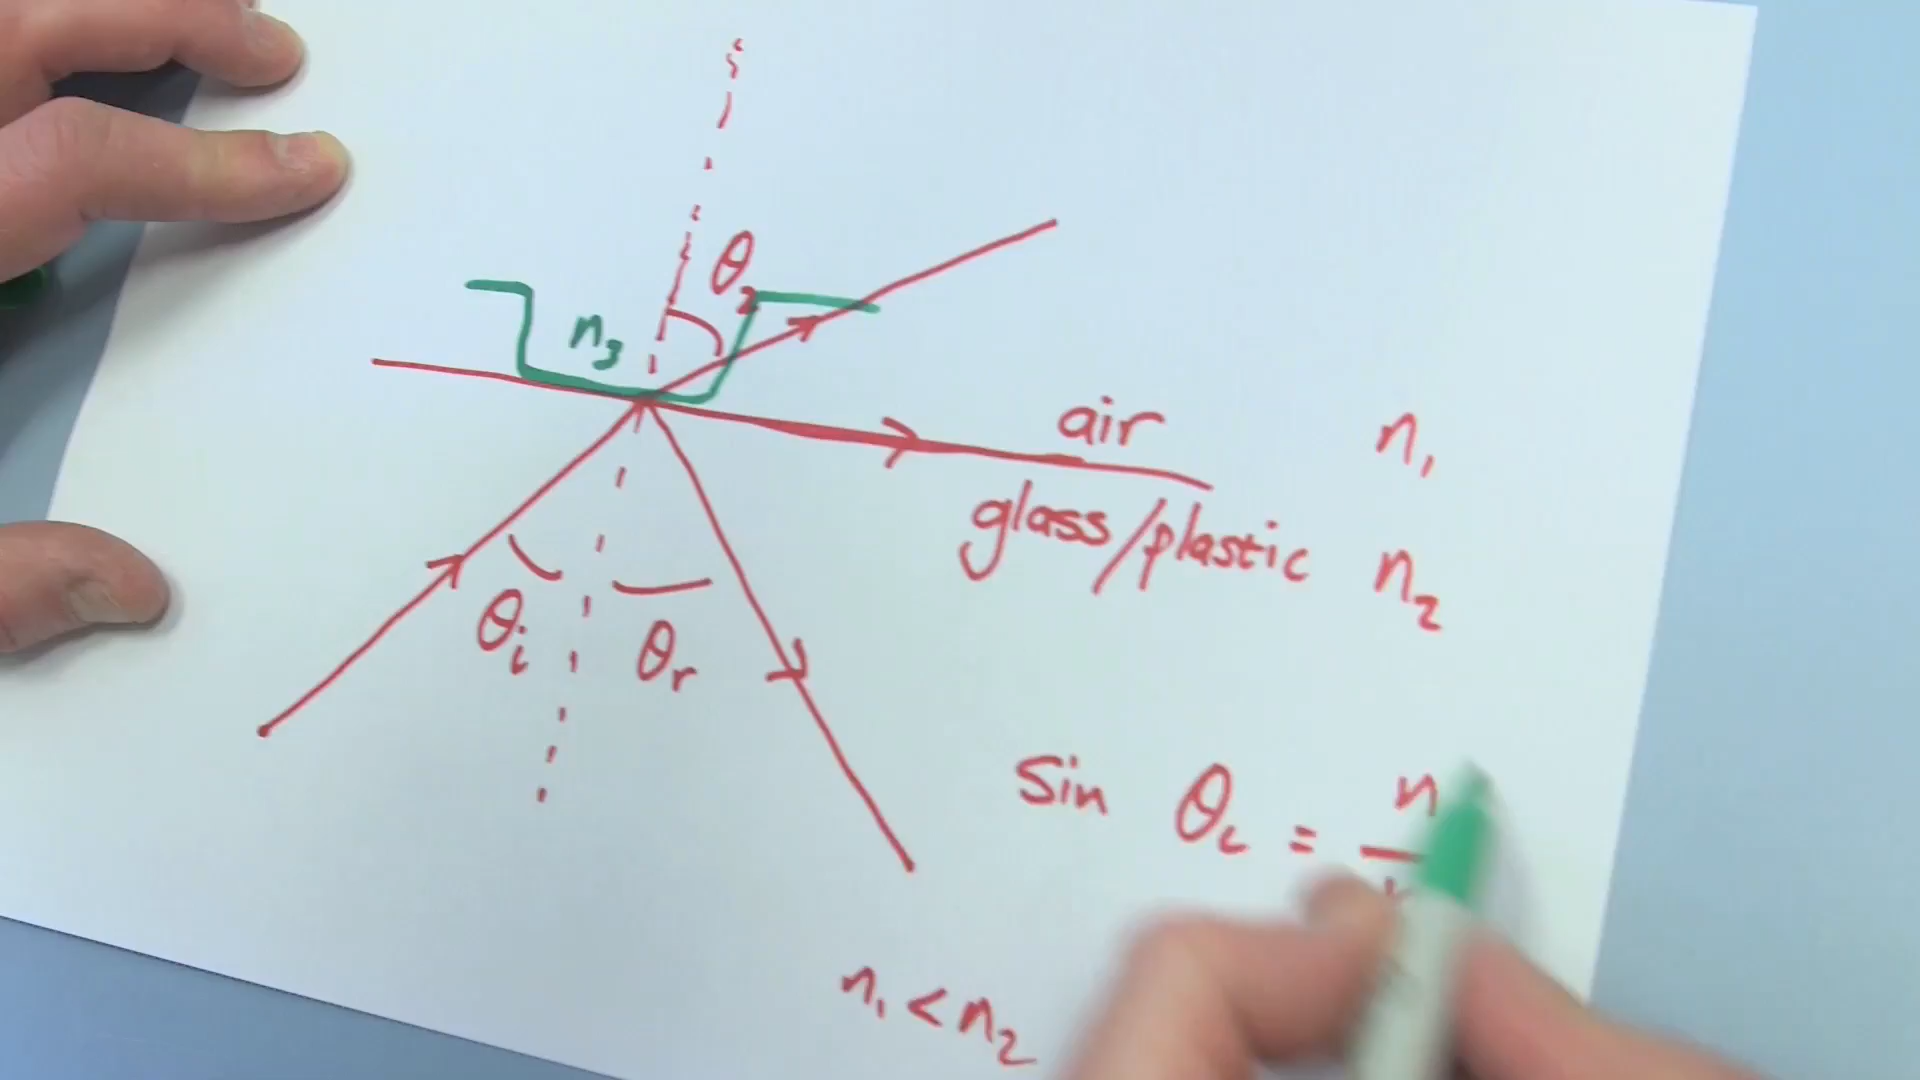 θ₂
n₃
air n₁
glass/plastic n₂
θi θr
Sin θc = n
n₁ < n₂